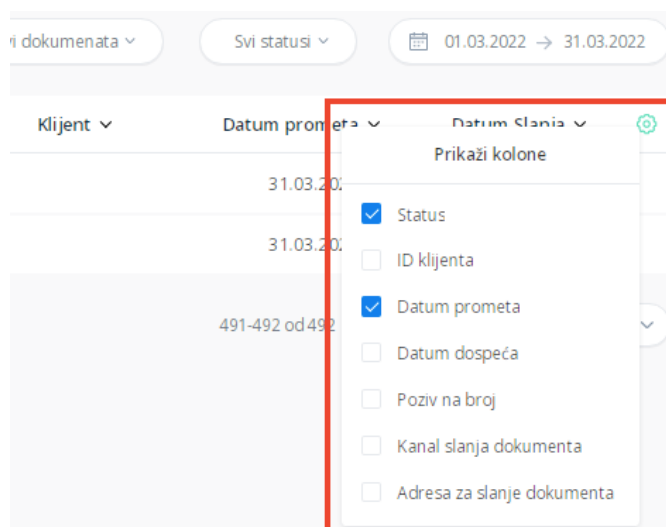 vi dokumenata
Svi statusi
01.03.2022 → 31.03.2022
Klijent
Datum prometa
Datum Slanja
Prikaži kolone
31.03.202
Status
31.03.202
ID klijenta
Datum prometa
491-492 od 492
Datum dospeća
Poziv na broj
Kanal slanja dokumenta
Adresa za slanje dokumenta